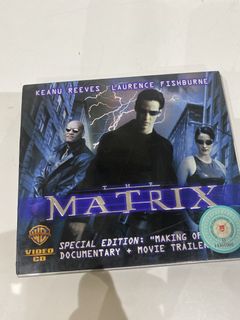 KEANU REEVES LAURENCE FISHBURNE
THE
MATRIX
VIDEO
CD
SPECIAL EDITION: "MAKING OF"
DOCUMENTARY + MOVIE TRAILER